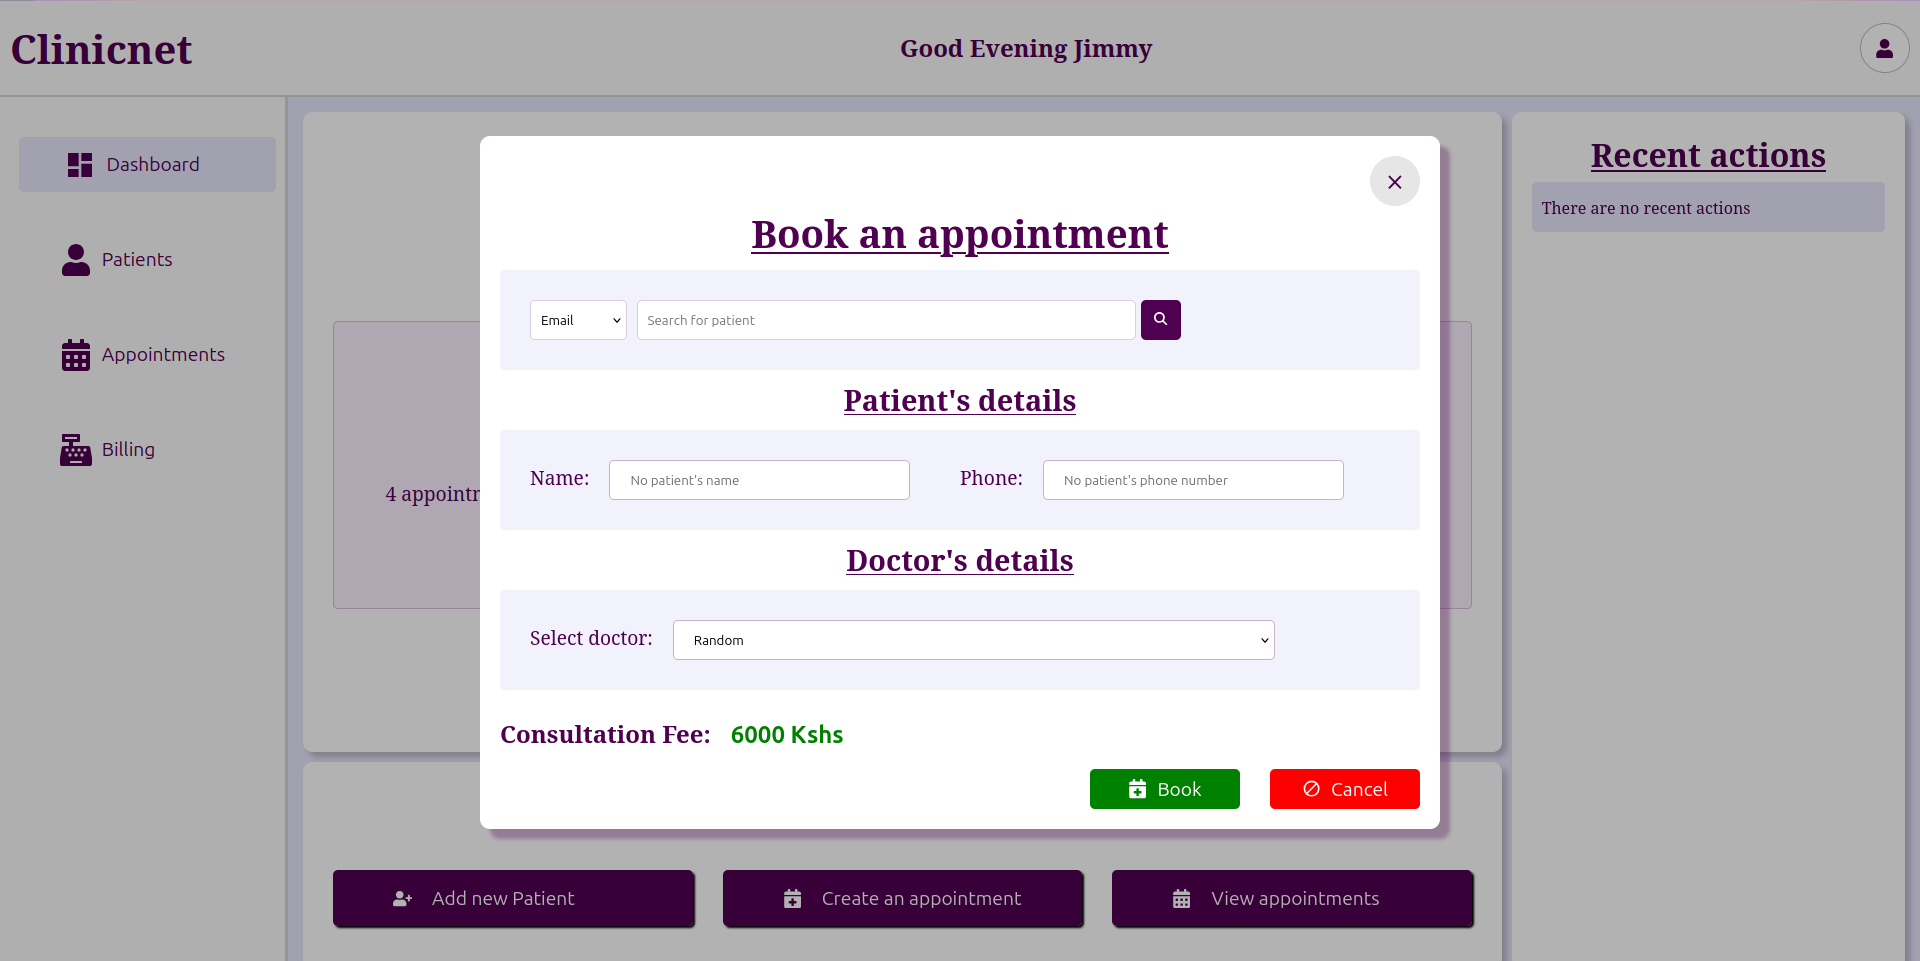 Clinicnet
Good Evening Jimmy
Dashboard
Patients
Appointments
Billing
4 appoint
Book an appointment
Email
Search for patient
Patient's details
Name:
No patient's name
Phone:
No patient's phone number
Doctor's details
Select doctor:
Random
Consultation Fee: 6000 Kshs
Book
Cancel
Add new Patient
Create an appointment
View appointments
Recent actions
There are no recent actions